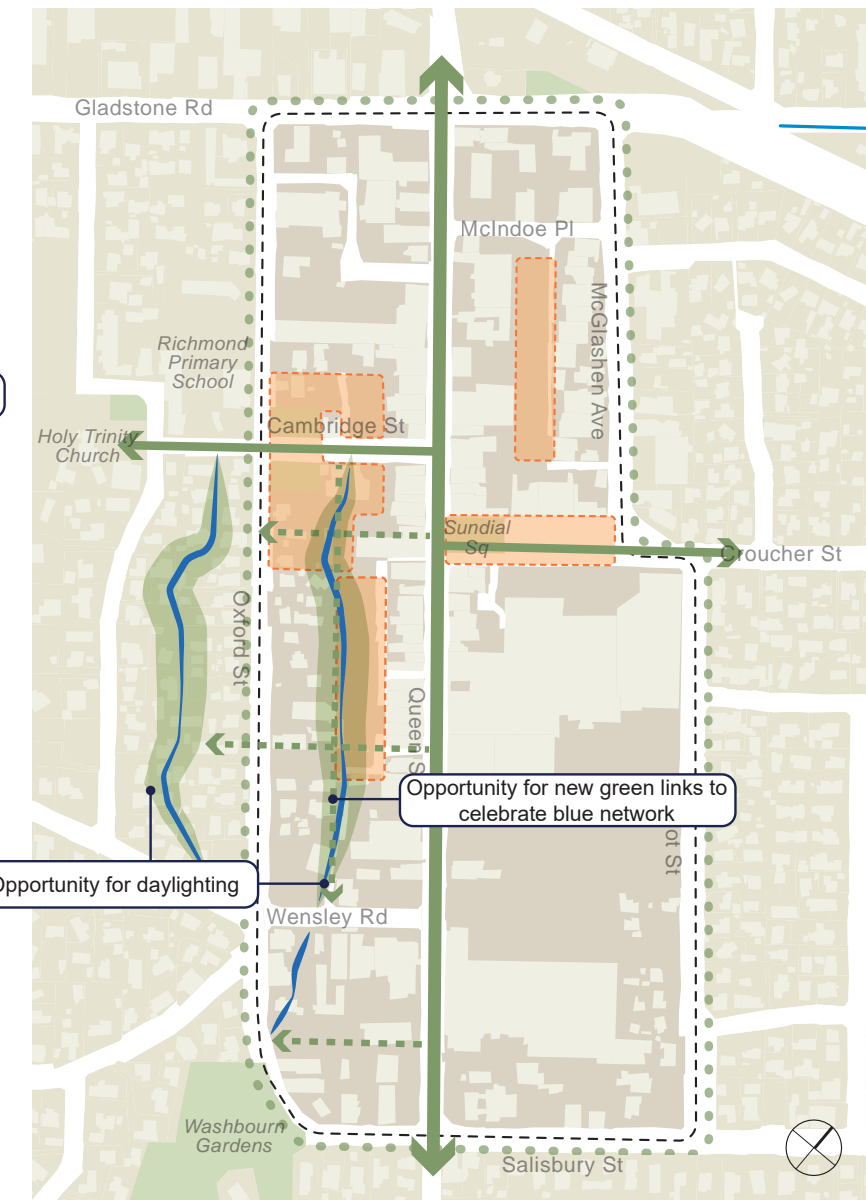 Gladstone Rd
McIndoe Pl
McGlashen Ave
Richmond
Primary
School
Cambridge St
Holy Trinity
Church
Sundial
Sq
Croucher St
Oxford St
Queen S
Opportunity for new green links to
celebrate blue network
ot St
Opportunity for daylighting
Wensley Rd
Washbourn
Gardens
Salisbury St